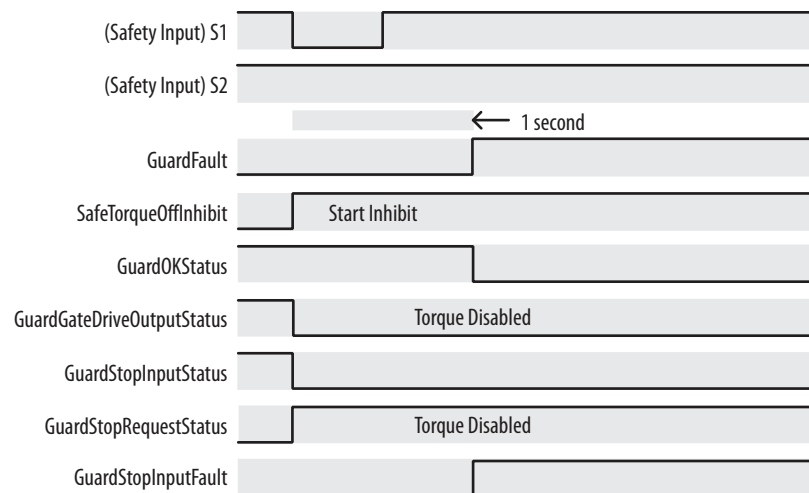 (Safety Input) S1
(Safety Input) S2
1 second
GuardFault
SafeTorqueOffInhibit
Start Inhibit
GuardOKStatus
GuardGateDriveOutputStatus
Torque Disabled
GuardStopInputStatus
GuardStopRequestStatus
Torque Disabled
GuardStopInputFault